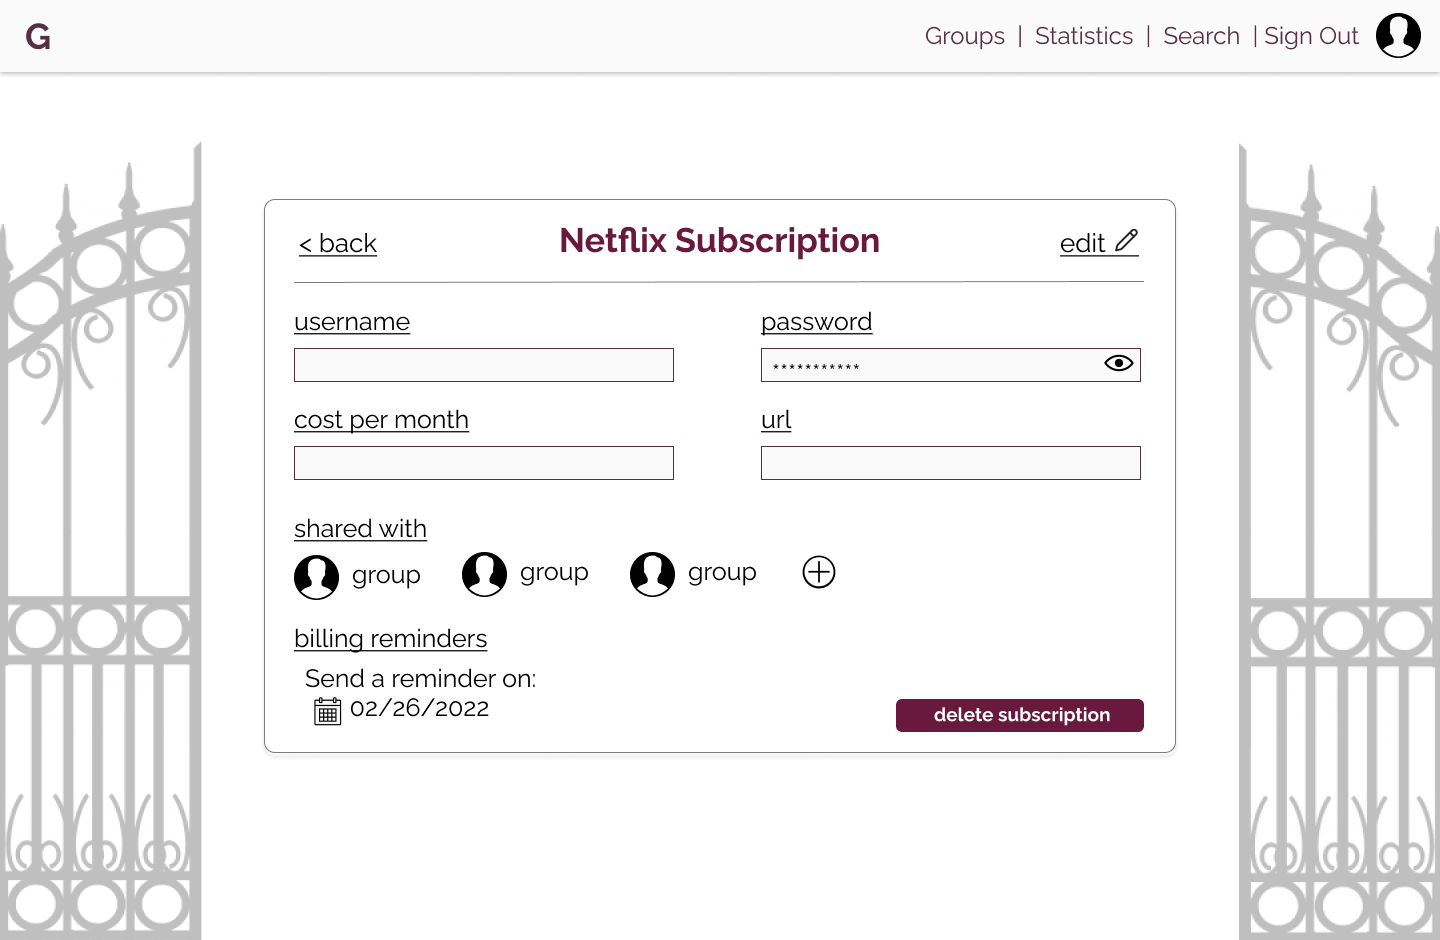 G
Groups | Statistics | Search | Sign Out
< back
Netflix Subscription
edit
username
password
***********
cost per month
url
shared with
group
group
group
billing reminders
Send a reminder on:
02/26/2022
delete subscription